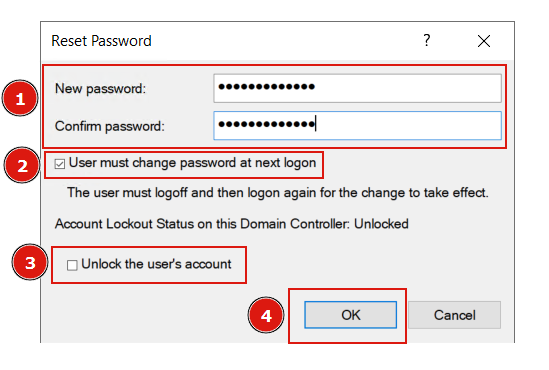 Reset Password ?
1
New password: •••••••••••••
Confirm password: •••••••••••••
2 User must change password at next logon
The user must logoff and then logon again for the change to take effect.
Account Lockout Status on this Domain Controller: Unlocked
3 Unlock the user's account
4 OK Cancel